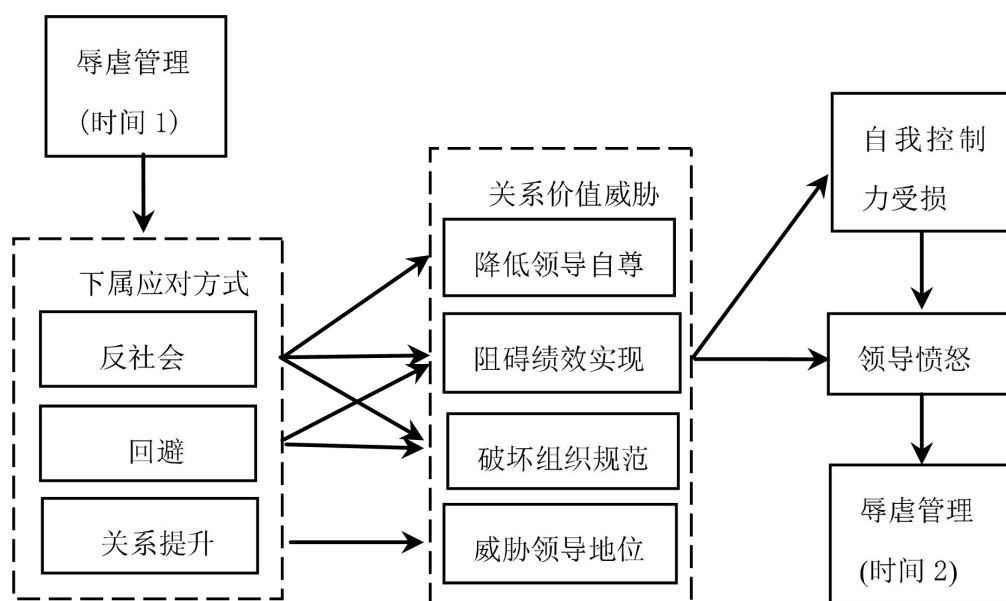 辱虐管理
(时间 1)
下属应对方式
反社会
回避
关系提升
关系价值威胁
降低领导自尊
阻碍绩效实现
破坏组织规范
威胁领导地位
自我控制
力受损
领导愤怒
辱虐管理
(时间 2)